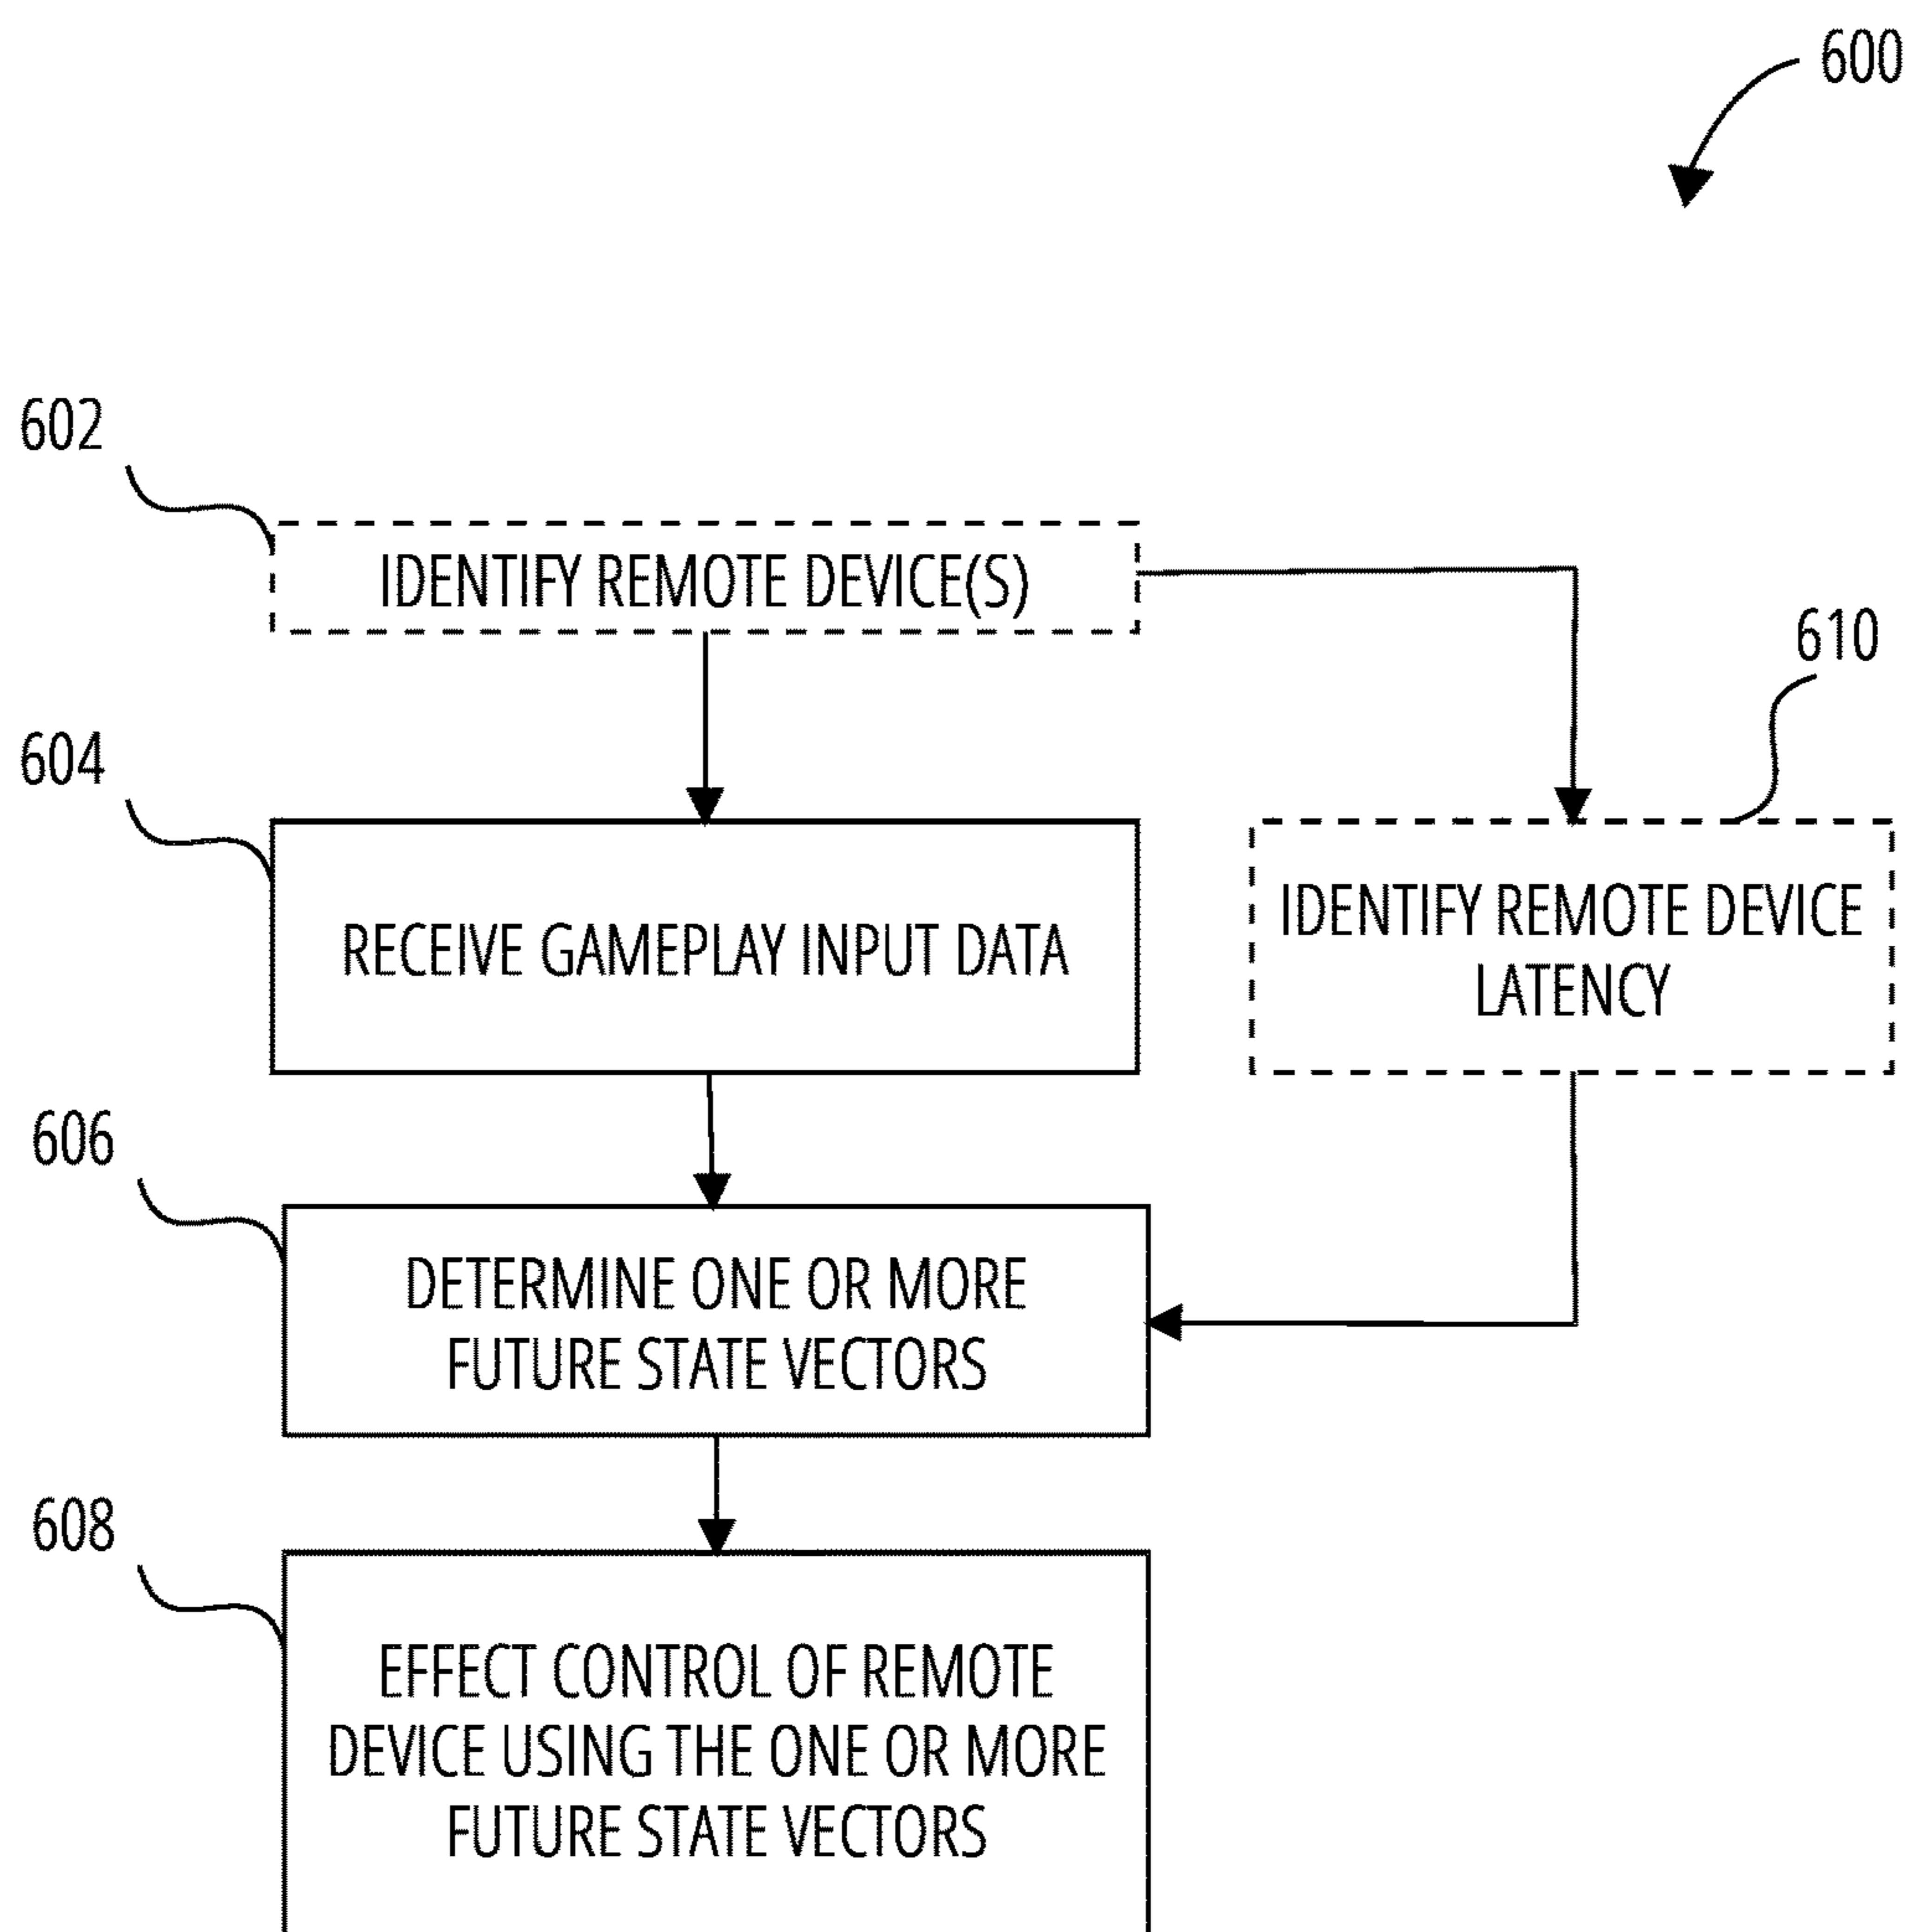 600
602
IDENTIFY REMOTE DEVICE(S)
610
604
RECEIVE GAMEPLAY INPUT DATA
IDENTIFY REMOTE DEVICE
LATENCY
606
DETERMINE ONE OR MORE
FUTURE STATE VECTORS
608
EFFECT CONTROL OF REMOTE
DEVICE USING THE ONE OR MORE
FUTURE STATE VECTORS